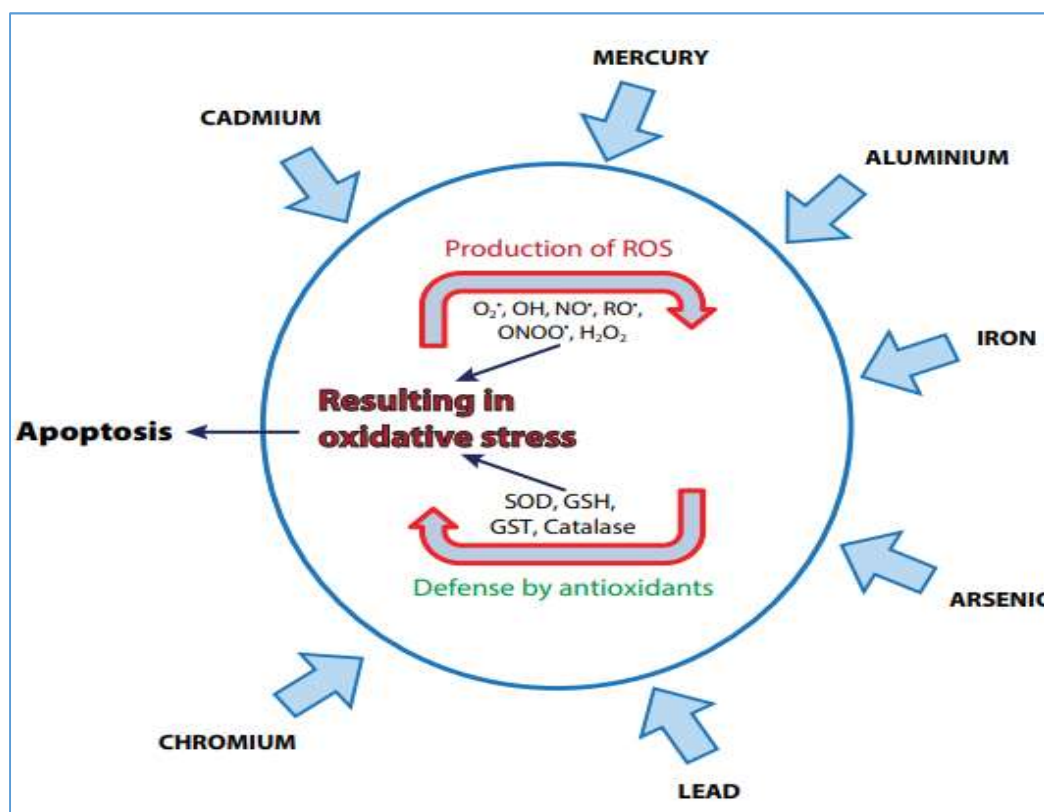 MERCURY
CADMIUM
ALUMINIUM
Production of ROS
O₂•, OH, NO•, RO•,
ONOO•, H₂O₂
IRON
Resulting in
oxidative stress
Apoptosis
SOD, GSH,
GST, Catalase
Defense by antioxidants
ARSENIC
CHROMIUM
LEAD